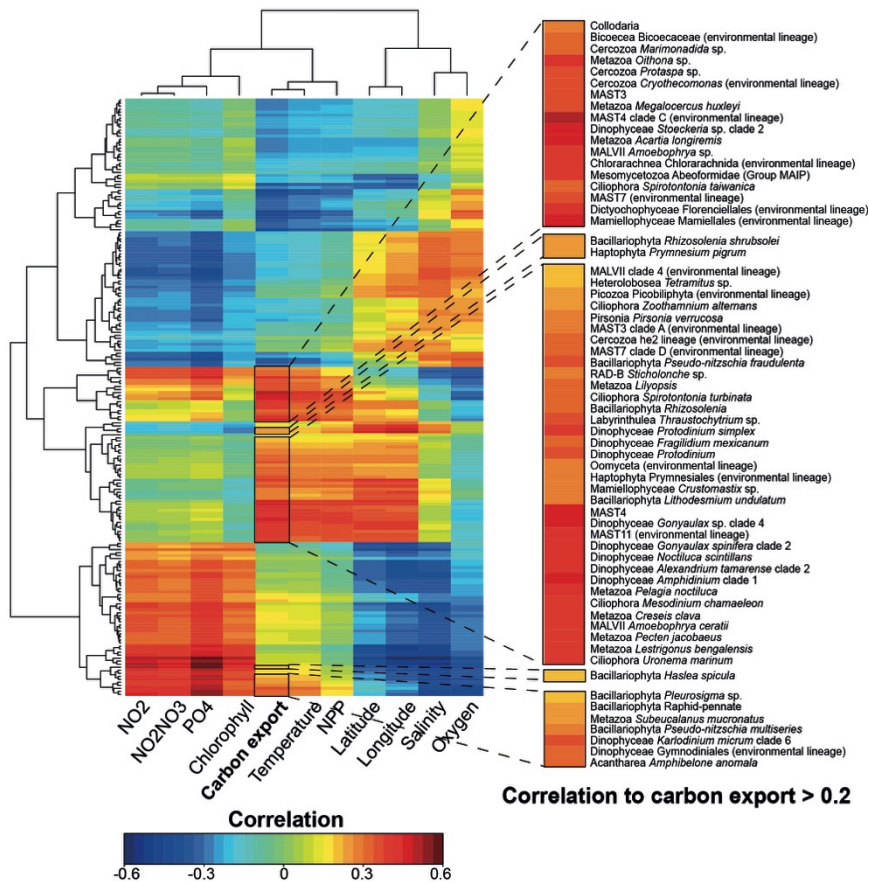 Collodaria
Bicoecea Bicoecaceae (environmental lineage)
Cercozoa Marimonadida sp.
Metazoa Oithona sp.
Cercozoa Protaspa sp.
Cercozoa Cryothecomonas (environmental lineage)
MAST3
Metazoa Megalocercus huxleyi
MAST4 clade C (environmental lineage)
Dinophyceae Stoeckeria sp. clade 2
Metazoa Acartia longiremis
MALVII Amoebophrya sp.
Chlorarachnea Chlorarachnida (environmental lineage)
Mesomycetozoa Abeoformidae (Group MAIP)
Ciliophora Spirotontonia taiwanica
MAST7 (environmental lineage)
Dictyochophyceae Florenciellales (environmental lineage)
Mamiellophyceae Mamiellales (environmental lineage)
Bacillariophyta Rhizosolenia shrubsolei
Haptophyta Prymnesium pigrum
MALVII clade 4 (environmental lineage)
Heterolobosea Tetramitus sp.
Picozoa Picobiliphyta (environmental lineage)
Ciliophora Zoothamnium alternans
Pirsonia Pirsonia verrucosa
MAST3 clade A (environmental lineage)
Cercozoa he2 lineage (environmental lineage)
MAST7 clade D (environmental lineage)
Bacillariophyta Pseudo-nitzschia fraudulenta
RAD-B Sticholonche sp.
Metazoa Lilyopsis
Ciliophora Spirotontonia turbinata
Bacillariophyta Rhizosolenia
Labyrinthulea Thraustochytrium sp.
Dinophyceae Protodinium simplex
Dinophyceae Fragilidium mexicanum
Dinophyceae Protodinium
Oomyceta (environmental lineage)
Haptophyta Prymnesiales (environmental lineage)
Mamiellophyceae Crustomastix sp.
Bacillariophyta Lithodesmium undulatum
MAST4
Dinophyceae Gonyaulax sp. clade 4
MAST11 (environmental lineage)
Dinophyceae Gonyaulax spinifera clade 2
Dinophyceae Noctiluca scintillans
Dinophyceae Alexandrium tamarense clade 2
Dinophyceae Amphidinium clade 1
Metazoa Pelagia noctiluca
Ciliophora Mesodinium chamaeleon
Metazoa Creseis clava
MALVII Amoebophrya ceratii
Metazoa Pecten jacobaeus
Metazoa Lestrigonus bengalensis
Ciliophora Uronema marinum
Bacillariophyta Haslea spicula
Bacillariophyta Pleurosigma sp.
Bacillariophyta Raphid-pennate
Metazoa Subeucalanus mucronatus
Bacillariophyta Pseudo-nitzschia multiseries
Dinophyceae Karlodinium micrum clade 6
Dinophyceae Gymnodiniales (environmental lineage)
Acantharea Amphibelone anomala
NO2
NO2NO3
PO4
Chlorophyll
Carbon export
Temperature
NPP
Latitude
Longitude
Salinity
Oxygen
Correlation to carbon export > 0.2
Correlation
-0.6 -0.3 0 0.3 0.6